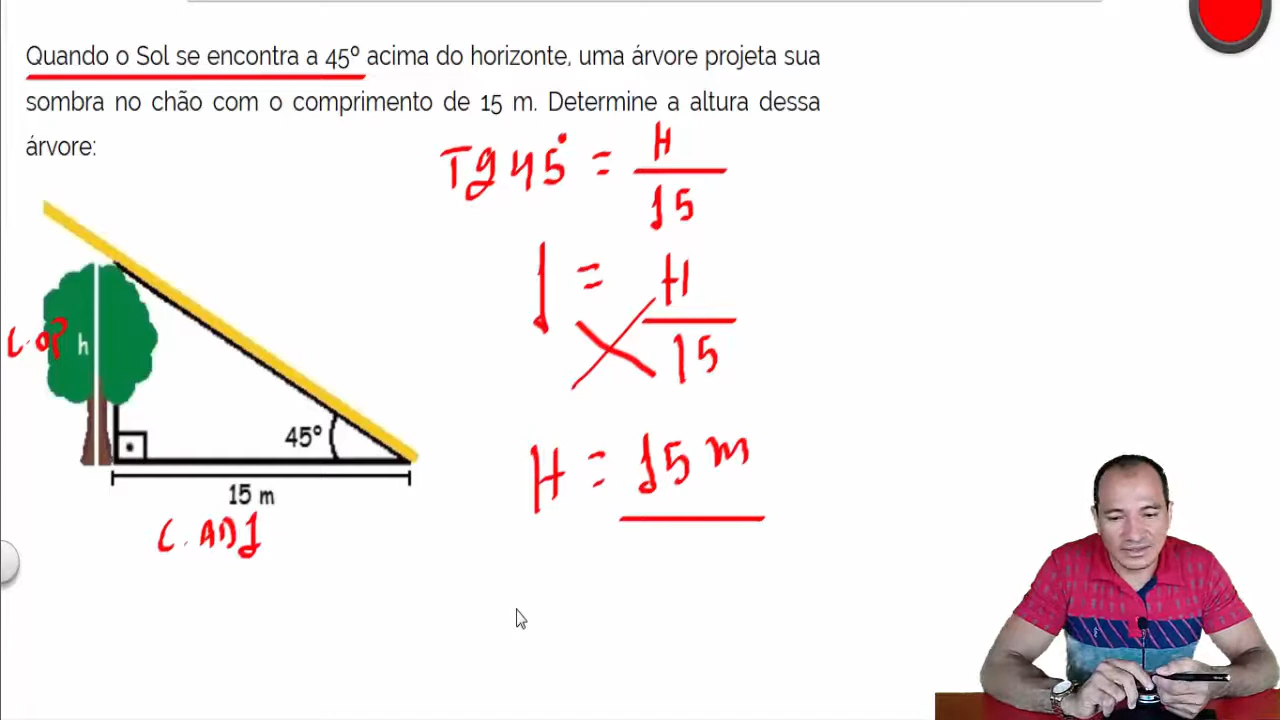 Quando o Sol se encontra a 45º acima do horizonte, uma árvore projeta sua
sombra no chão com o comprimento de 15 m. Determine a altura dessa
árvore:
Tg 45° = H
15
1 = H
15
C.OP
h
45º
H = 15 m
15 m
C. ADJ